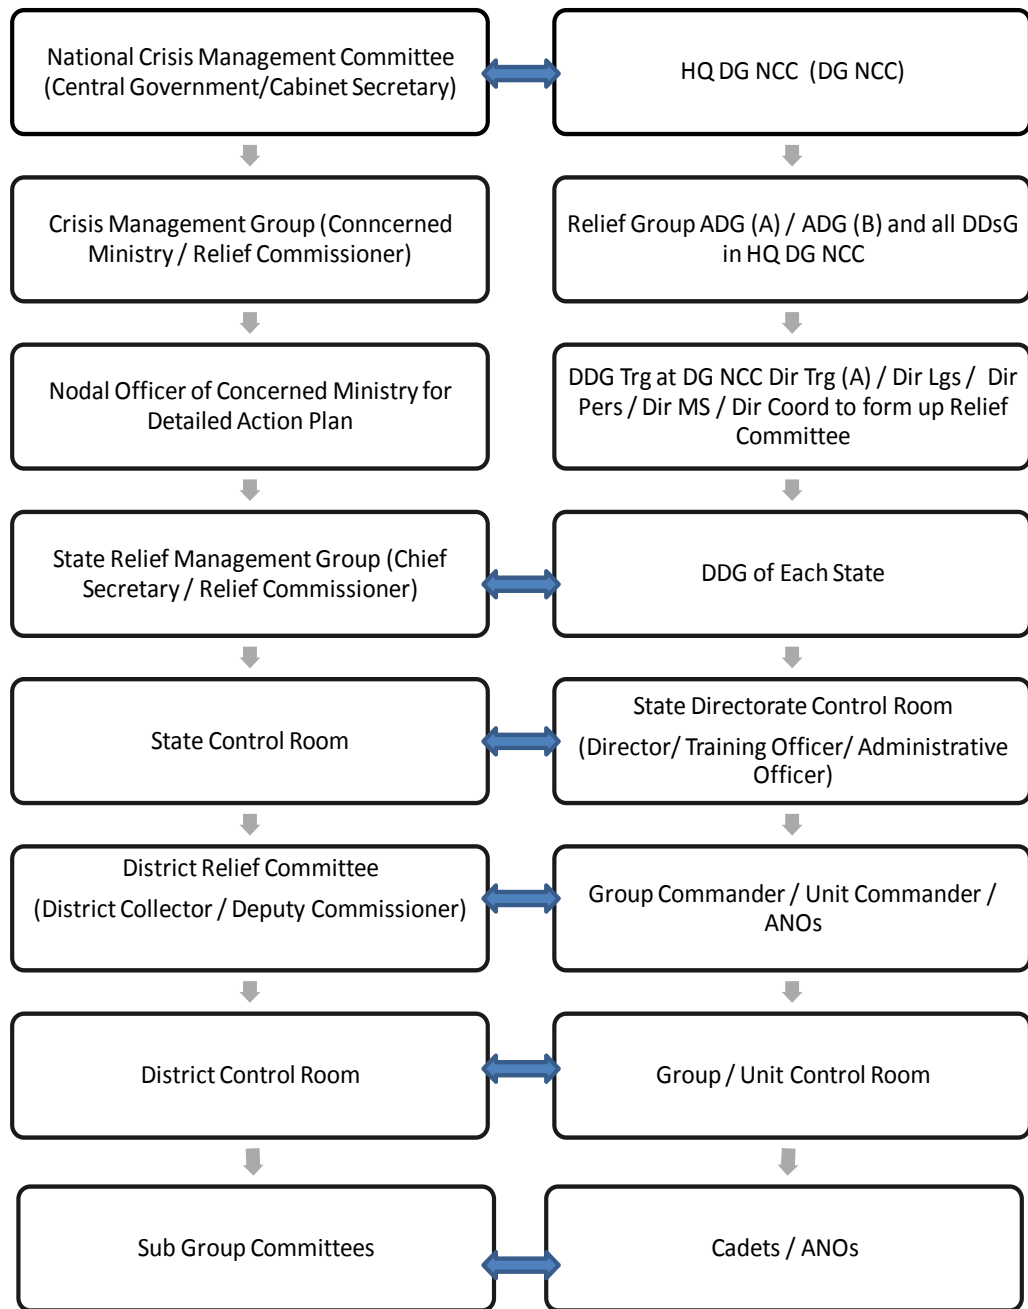 National Crisis Management Committee
(Central Government/Cabinet Secretary)
HQ DG NCC (DG NCC)
Crisis Management Group (Conncerned
Ministry / Relief Commissioner)
Relief Group ADG (A) / ADG (B) and all DDsG
in HQ DG NCC
Nodal Officer of Concerned Ministry for
Detailed Action Plan
DDG Trg at DG NCC Dir Trg (A) / Dir Lgs / Dir
Pers / Dir MS / Dir Coord to form up Relief
Committee
State Relief Management Group (Chief
Secretary / Relief Commissioner)
DDG of Each State
State Control Room
State Directorate Control Room
(Director/ Training Officer/ Administrative
Officer)
District Relief Committee
(District Collector / Deputy Commissioner)
Group Commander / Unit Commander /
ANOs
District Control Room
Group / Unit Control Room
Sub Group Committees
Cadets / ANOs